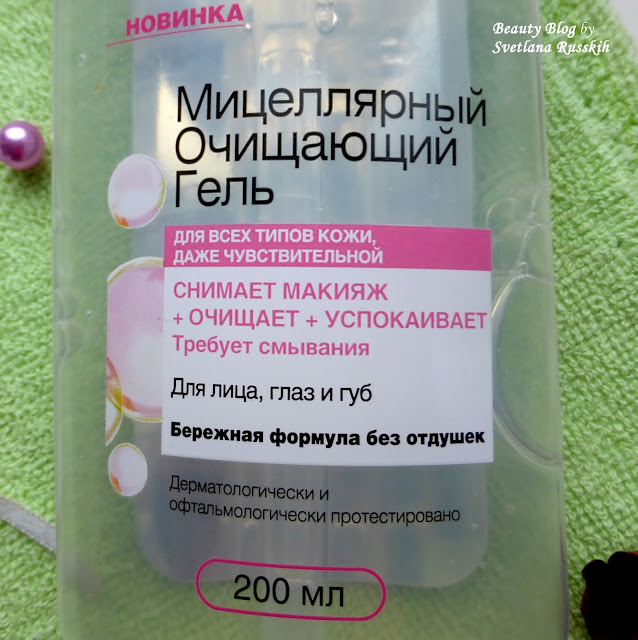 Beauty Blog by
Svetlana Russkih
НОВИНКА
Мицеллярный
Очищающий
Гель
ДЛЯ ВСЕХ ТИПОВ КОЖИ,
ДАЖЕ ЧУВСТВИТЕЛЬНОЙ
СНИМАЕТ МАКИЯЖ
+ ОЧИЩАЕТ + УСПОКАИВАЕТ
Требует смывания
Для лица, глаз и губ
Бережная формула без отдушек
Дерматологически и
офтальмологически протестировано
200 мл